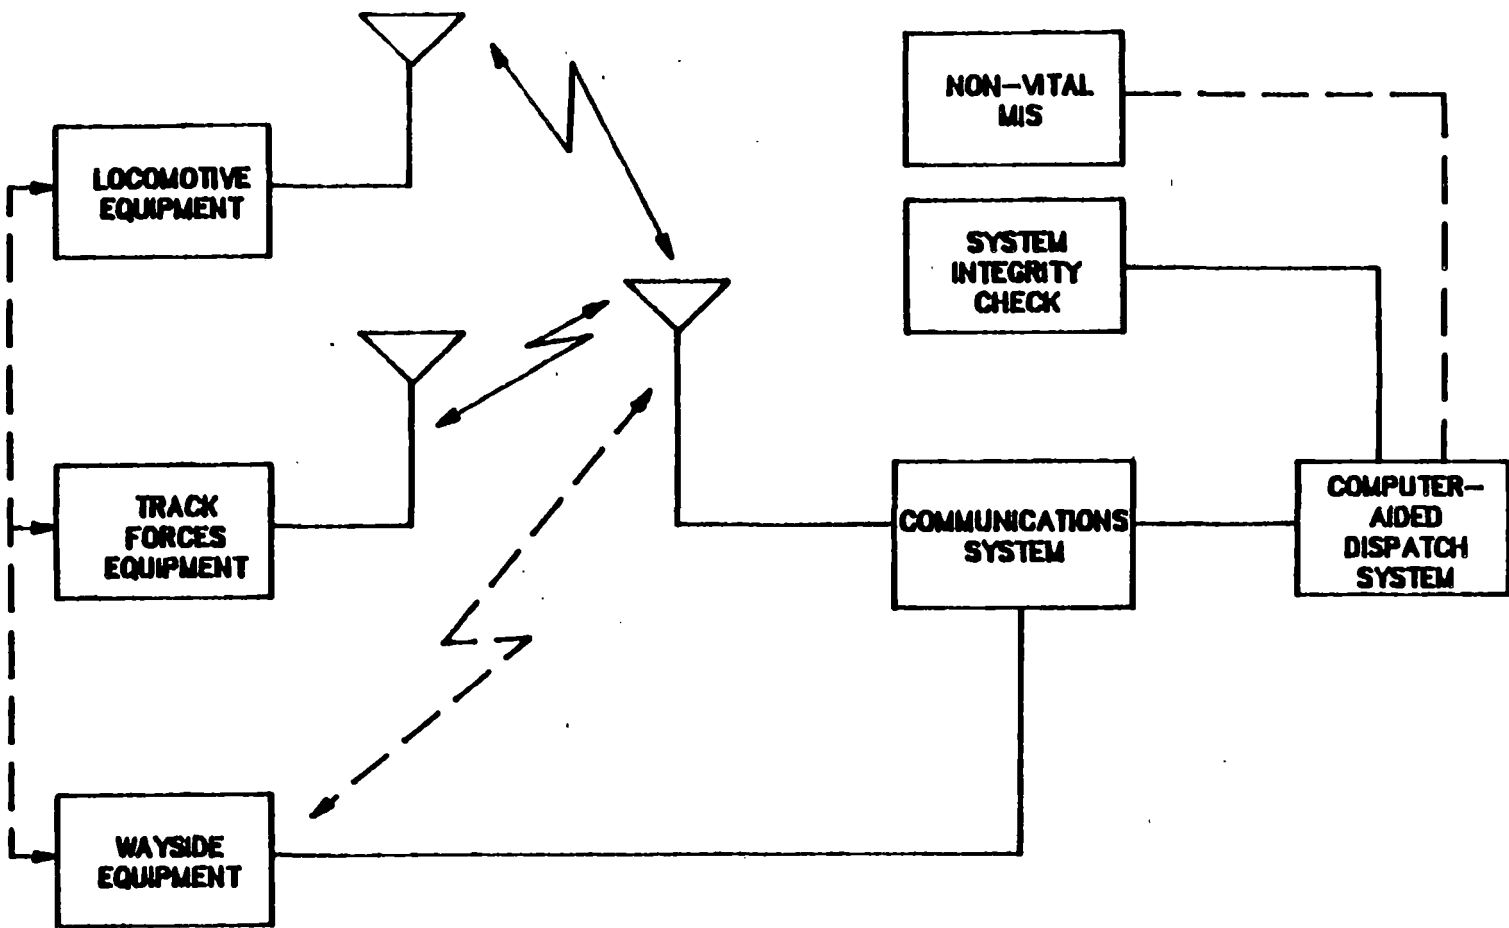 NON-VITAL
MIS
LOCOMOTIVE
EQUIPMENT
SYSTEM
INTEGRITY
CHECK
TRACK
FORCES
EQUIPMENT
COMMUNICATIONS
SYSTEM
COMPUTER-
AIDED
DISPATCH
SYSTEM
WAYSIDE
EQUIPMENT